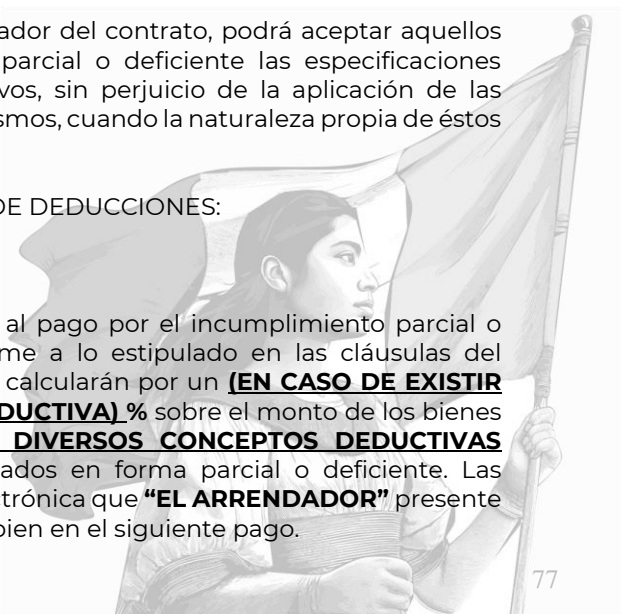 ador del contrato, podrá aceptar aquellos
parcial o deficiente las especificaciones
vos, sin perjuicio de la aplicación de las
smos, cuando la naturaleza propia de éstos
DE DEDUCCIONES:
al pago por el incumplimiento parcial o
me a lo estipulado en las cláusulas del
calcularán por un (EN CASO DE EXISTIR
DUCTIVA) % sobre el monto de los bienes
DIVERSOS CONCEPTOS DEDUCTIVAS
ados en forma parcial o deficiente. Las
ctrónica que “EL ARRENDADOR” presente
bien en el siguiente pago.
77